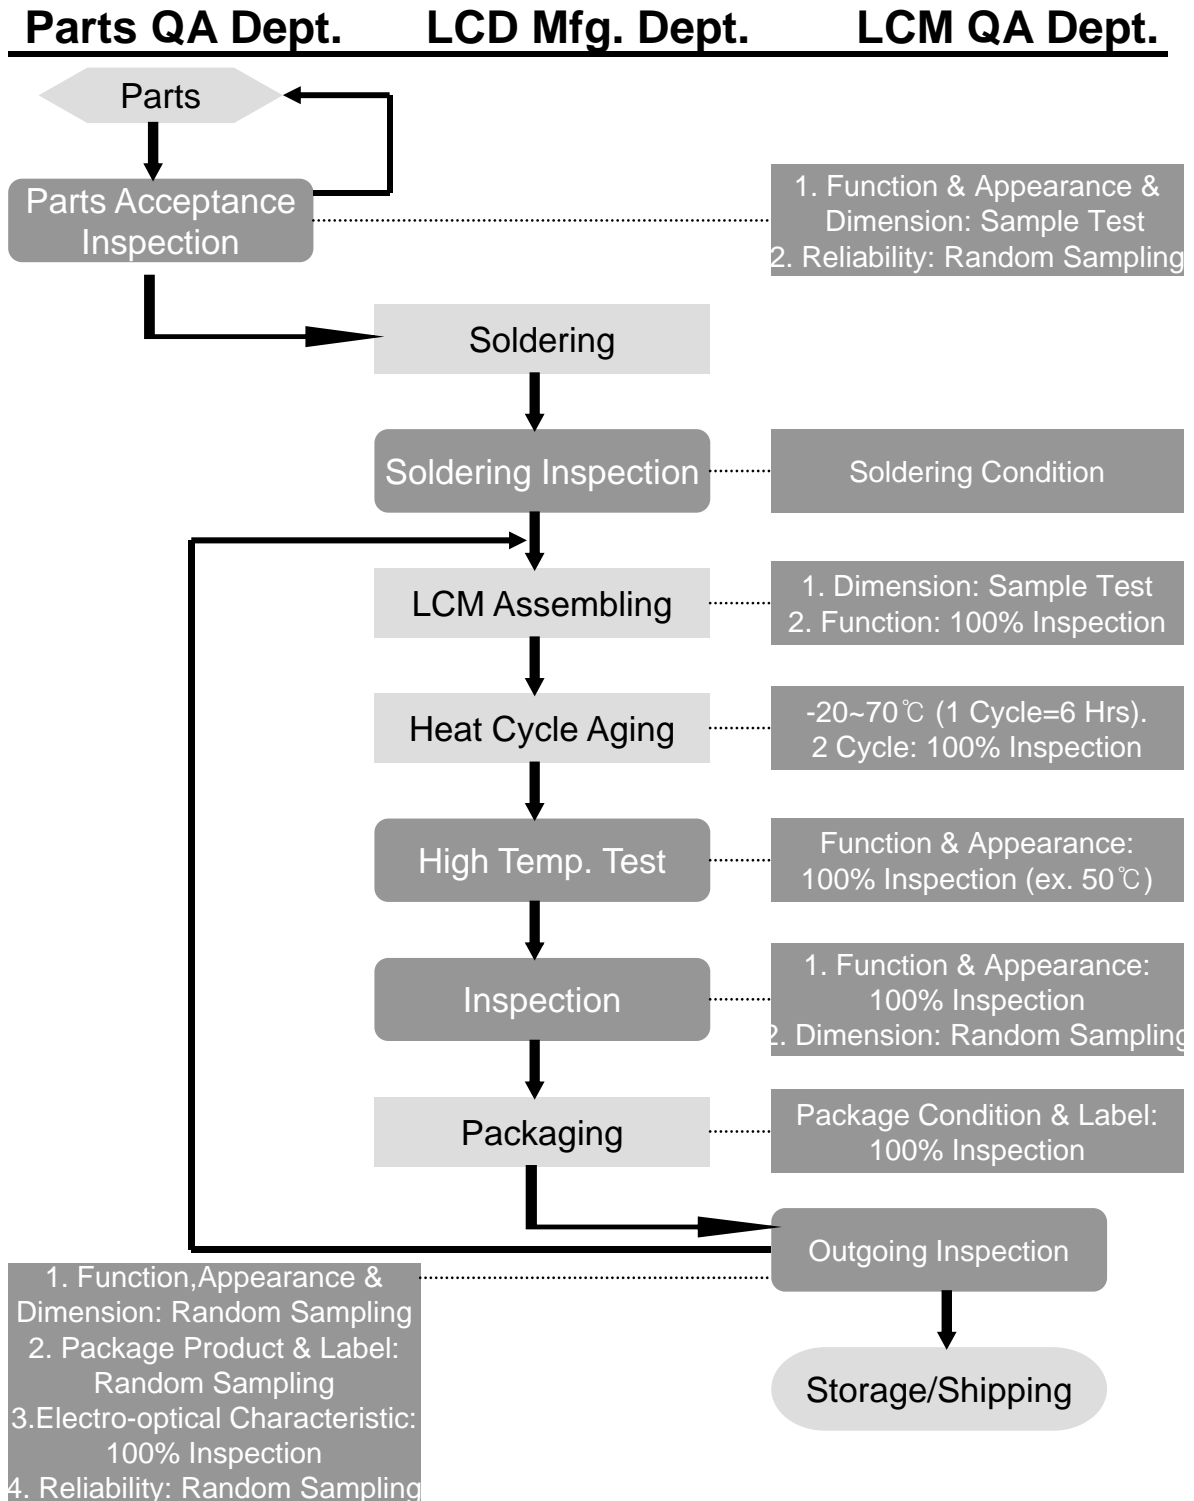 Parts QA Dept. LCD Mfg. Dept. LCM QA Dept.
Parts
Parts Acceptance
Inspection
1. Function & Appearance &
Dimension: Sample Test
2. Reliability: Random Sampling
Soldering
Soldering Inspection
Soldering Condition
LCM Assembling
1. Dimension: Sample Test
2. Function: 100% Inspection
Heat Cycle Aging
-20~70℃ (1 Cycle=6 Hrs).
2 Cycle: 100% Inspection
High Temp. Test
Function & Appearance:
100% Inspection (ex. 50℃)
Inspection
1. Function & Appearance:
100% Inspection
2. Dimension: Random Sampling
Packaging
Package Condition & Label:
100% Inspection
Outgoing Inspection
1. Function,Appearance &
Dimension: Random Sampling
2. Package Product & Label:
Random Sampling
3.Electro-optical Characteristic:
100% Inspection
4. Reliability: Random Sampling
Storage/Shipping